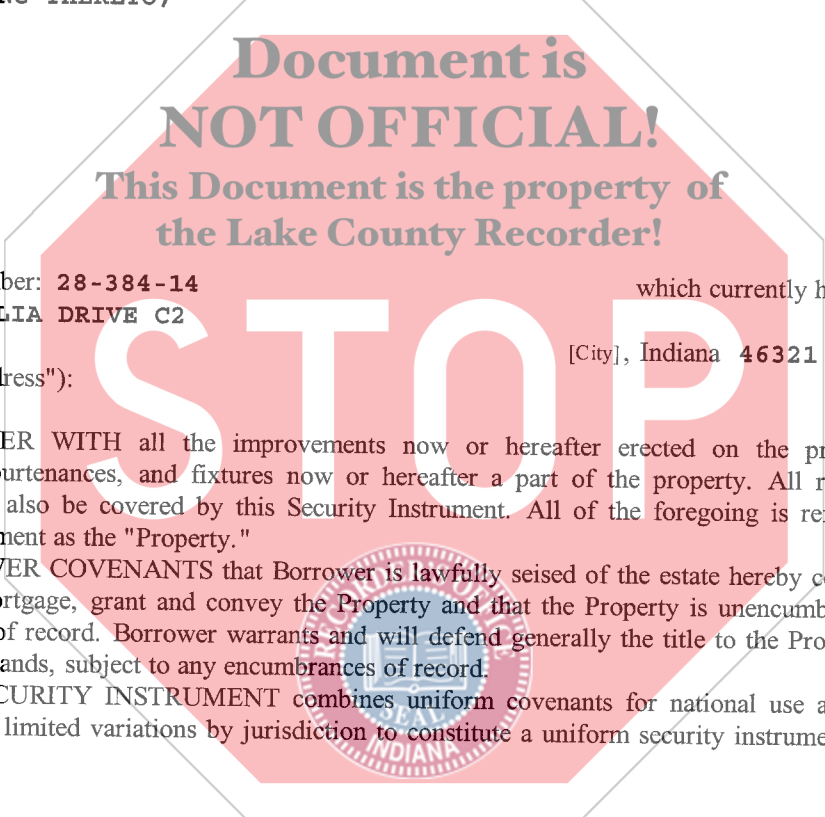 THERETO;
Document is
NOT OFFICIAL!
This Document is the property of
the Lake County Recorder!
ber: 28-384-14 which currently h
LIA DRIVE C2
[City], Indiana 46321
lress"):
STOP
ER WITH all the improvements now or hereafter erected on the pr
urtenances, and fixtures now or hereafter a part of the property. All r
also be covered by this Security Instrument. All of the foregoing is re
ment as the "Property."
VER COVENANTS that Borrower is lawfully seised of the estate hereby c
rtgage, grant and convey the Property and that the Property is unencumb
of record. Borrower warrants and will defend generally the title to the Pro
ands, subject to any encumbrances of record.
CURITY INSTRUMENT combines uniform covenants for national use a
limited variations by jurisdiction to constitute a uniform security instrume
RECORDER'S OFFICE
SEAL
INDIANA